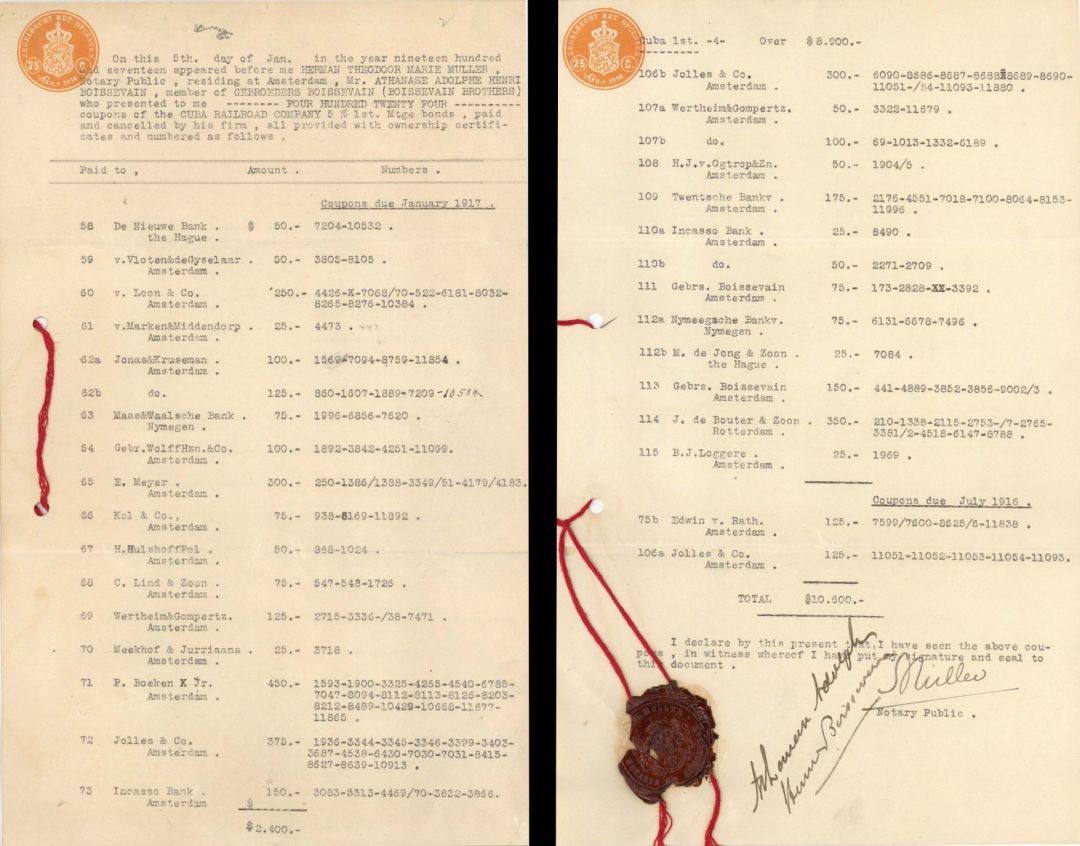 ZEGELRECHT MET OPCENTEN
25 C.
1916
On this 5th. day of Jan. in the year nineteen hundred
and seventeen appeared before me HERMAN THEODOOR MARIE MULLER ,
Notary Public , residing at Amsterdam , Mr. ATHANASE ADOLPHE HENRI
BOISSEVAIN , member of GEBROEDERS BOISSEVAIN (BOISSEVAIN BROTHERS)
who presented to me -------- FOUR HUNDRED TWENTY FOUR ----------
coupons of the CUBA RAILROAD COMPANY 5 % 1st. Mtge bonds , paid
and cancelled by his firm , all provided with ownership certifi-
cates and numbered as follows ,
Paid to , Amount . Numbers .
Coupons due January 1917 .
58 De Nieuwe Bank . $ 50.- 7204-10532 .
the Hague .
59 v.Vloten&deGyselaar . 50.- 3805-8105 .
Amsterdam .
60 v. Loon & Co. 250.- 4426-X-7068/70-522-6181-8032-
Amsterdam . 8265-8276-10384 .
61 v.Marken&Middendorp . 25.- 4473 .
Amsterdam .
62a Jonas&Kruseman . 100.- 1569-7094-8759-11854 .
Amsterdam .
62b do. 125.- 860-1607-1889-7209-
63 Maas&Waalsche Bank . 75.- 1996-6856-7620 .
Nymegen .
64 Gebr.WolffHzn.&Co. 100.- 1892-3842-4251-11099.
Amsterdam .
65 E. Meyer . 300.- 250-1386/1388-3349/51-4179/4183.
Amsterdam .
66 Kol & Co., 75.- 938-6169-11892 .
Amsterdam .
67 H.HulshoffPol . 50.- 868-1024 .
Amsterdam .
68 C. Lind & Zoon . 75.- 547-548-1726 .
Amsterdam .
69 Wertheim&Gompertz. 125.- 2715-3336-/38-7471 .
Amsterdam .
70 Meekhof & Jurriaans . 25.- 3718 .
Amsterdam .
71 P. Boeken X Jr. 450.- 1593-1900-3325-4265-4540-6785-
Amsterdam . 7047-8094-8112-8113-8126-8203-
8212-8489-10429-10668-11677-
11865 .
72 Jolles & Co. 375.- 1936-3344-3345-3346-3399-3403-
Amsterdam . 3687-4538-6430-7030-7031-8415-
8627-8639-10913 .
73 Incasso Bank . 150.- 3083-3313-4469/70-3832-3866.
Amsterdam $
$2.400.-
ZEGELRECHT MET OPCENTEN
25 C.
1916
Cuba 1st. -4- Over $8.900.-
106b Jolles & Co. 300.- 6090-8686-8687-8688X8689-8690-
Amsterdam . 11051-/54-11093-11880 .
107a Wertheim&Gompertz. 50.- 3322-11679 .
Amsterdam .
107b do. 100.- 69-1013-1332-6189 .
108 H.J.v.Ogtrop&Zn. 50.- 1904/5 .
Amsterdam .
109 Twentsche Bankv . 175.- 2176-4551-7018-7100-8064-8153-
Amsterdam . 11996 .
110a Incasso Bank . 25.- 8490 .
Amsterdam .
110b do. 50.- 2271-2709 .
111 Gebrs. Boissevain 75.- 173-2828-XX-3392 .
Amsterdam .
112a Nymeegsche Bankv. 75.- 6131-6678-7496 .
Nymegen .
112b M. de Jong & Zoon . 25.- 7084 .
the Hague .
113 Gebrs. Boissevain 150.- 441-4889-3852-3856-9002/3 .
Amsterdam .
114 J. de Bouter & Zoon . 350.- 210-1338-2115-2753-/7-2765-
Rotterdam . 3381/2-4518-6147-8788 .
115 B.J.Loggere . 25.- 1969 .
Amsterdam .
Coupons due July 1916 .
75b Edwin v. Rath. 125.- 7599/7600-8625/6-11838 .
Amsterdam .
106a Jolles & Co. 125.- 11051-11052-11053-11054-11093.
Amsterdam .
TOTAL $10.600.-
I declare by this present that I have seen the above cou-
pons , in witness whereof I have put my signature and seal to
this document .
Muller
Notary Public .
Athanase Adolphe
Henri Boissevain
MULLER